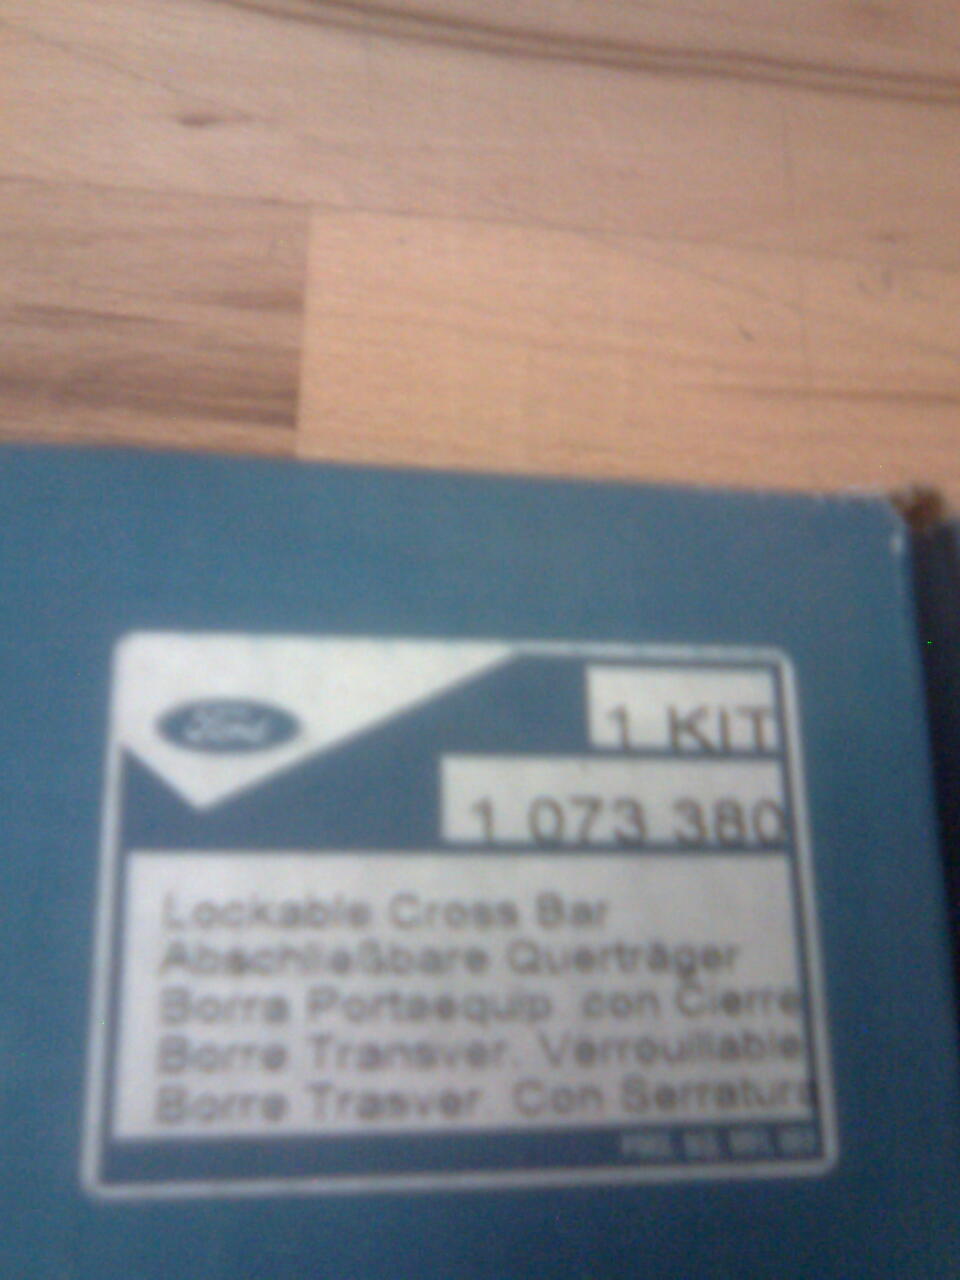 Ford
1 KIT
1 073 380
Lockable Cross Bar
Abschließbare Querträger
Borra Portaequip. con Cierre
Borre Transver. Verrouillable
Borre Trasver. Con Serratura